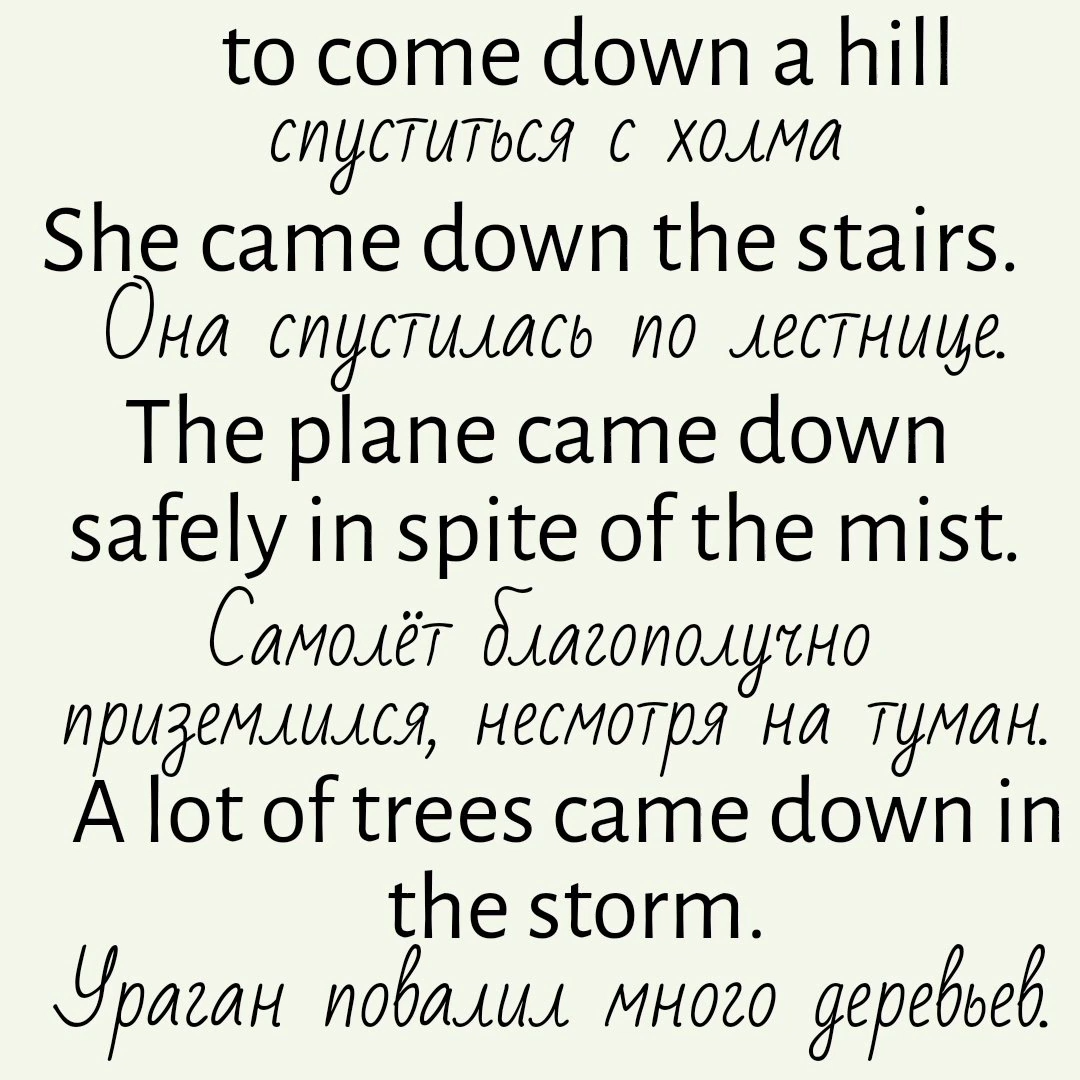 to come down a hill
спуститься с холма
She came down the stairs.
Она спустилась по лестнице.
The plane came down
safely in spite of the mist.
Самолёт благополучно
приземлился, несмотря на туман.
A lot of trees came down in
the storm.
Ураган повалил много деревьев.